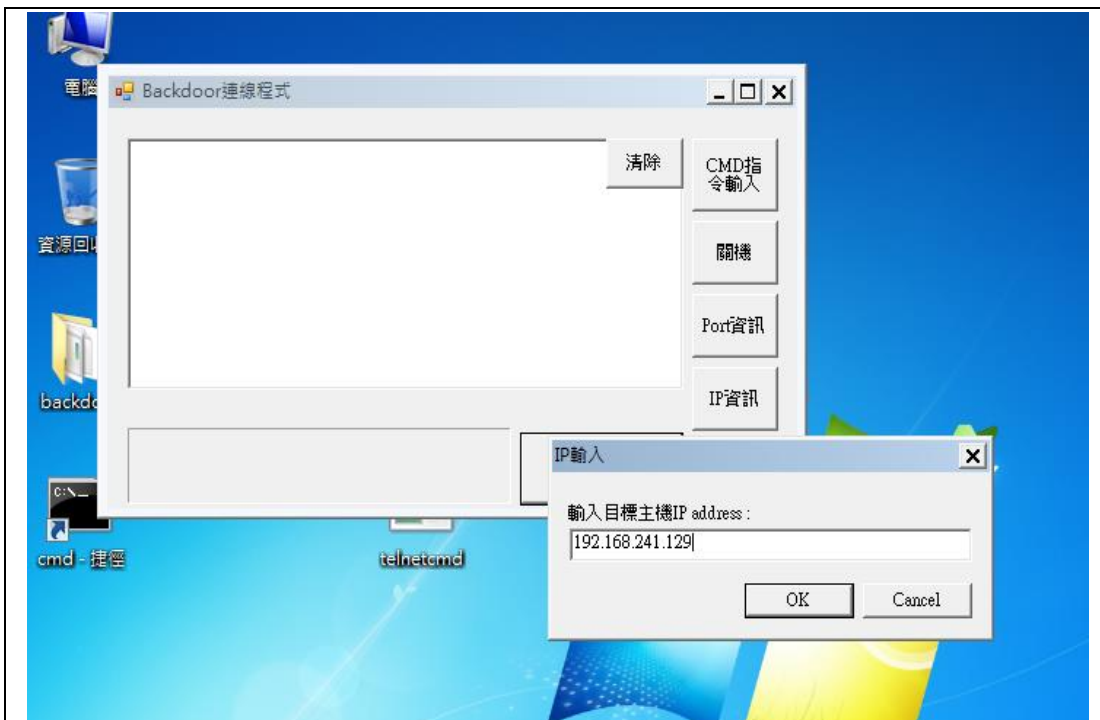 電腦
Backdoor連線程式
清除
CMD指
令輸入
關機
資源回收
Port資訊
IP資訊
backdo
IP輸入
輸入目標主機IP address :
192.168.241.129
OK
Cancel
C:\_
cmd - 捷徑
telnetcmd